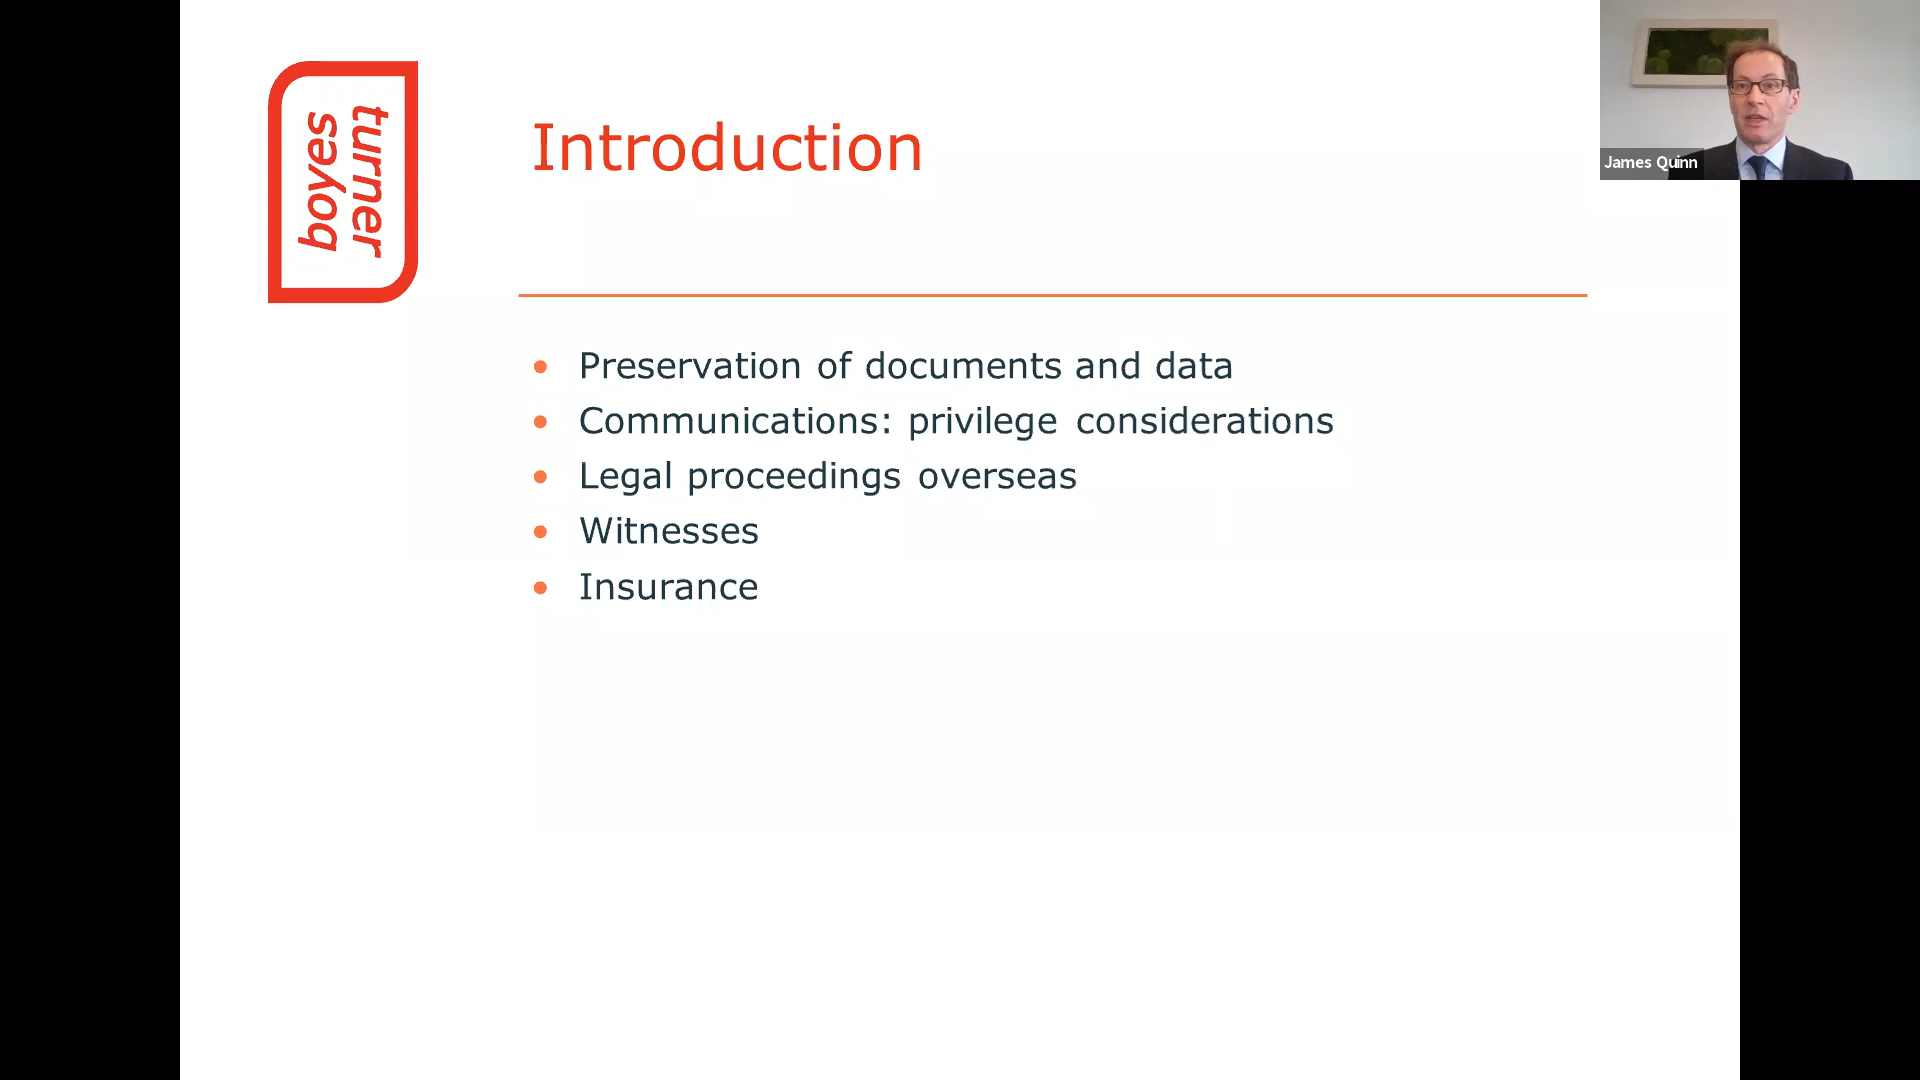 boyes
turner
Introduction
James Quinn
• Preservation of documents and data
• Communications: privilege considerations
• Legal proceedings overseas
• Witnesses
• Insurance